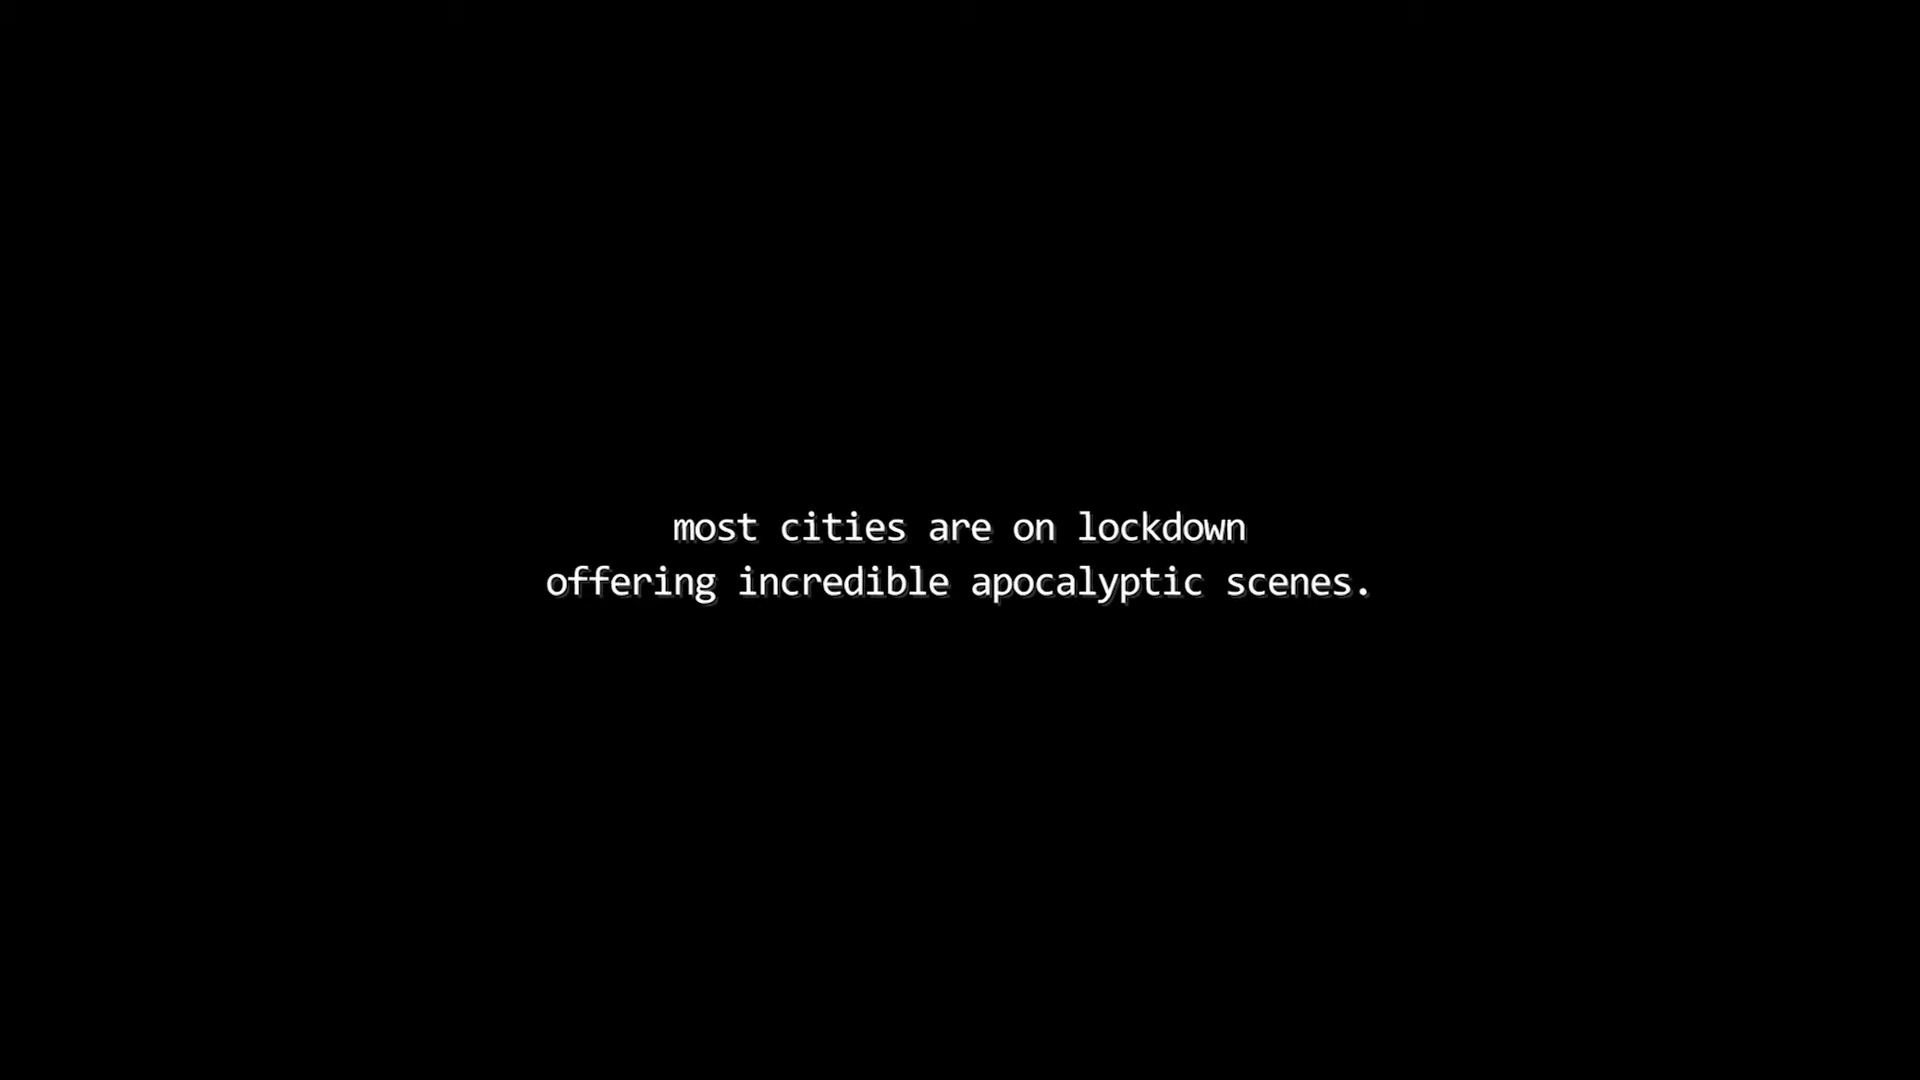 most cities are on lockdown
offering incredible apocalyptic scenes.